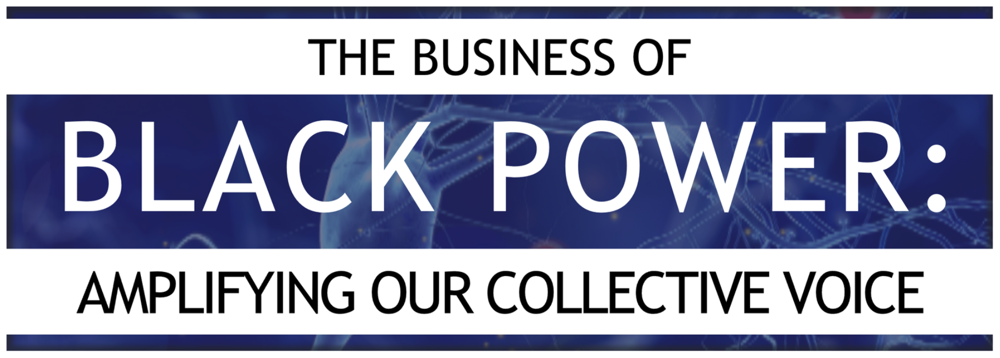 THE BUSINESS OF
BLACK POWER:
AMPLIFYING OUR COLLECTIVE VOICE